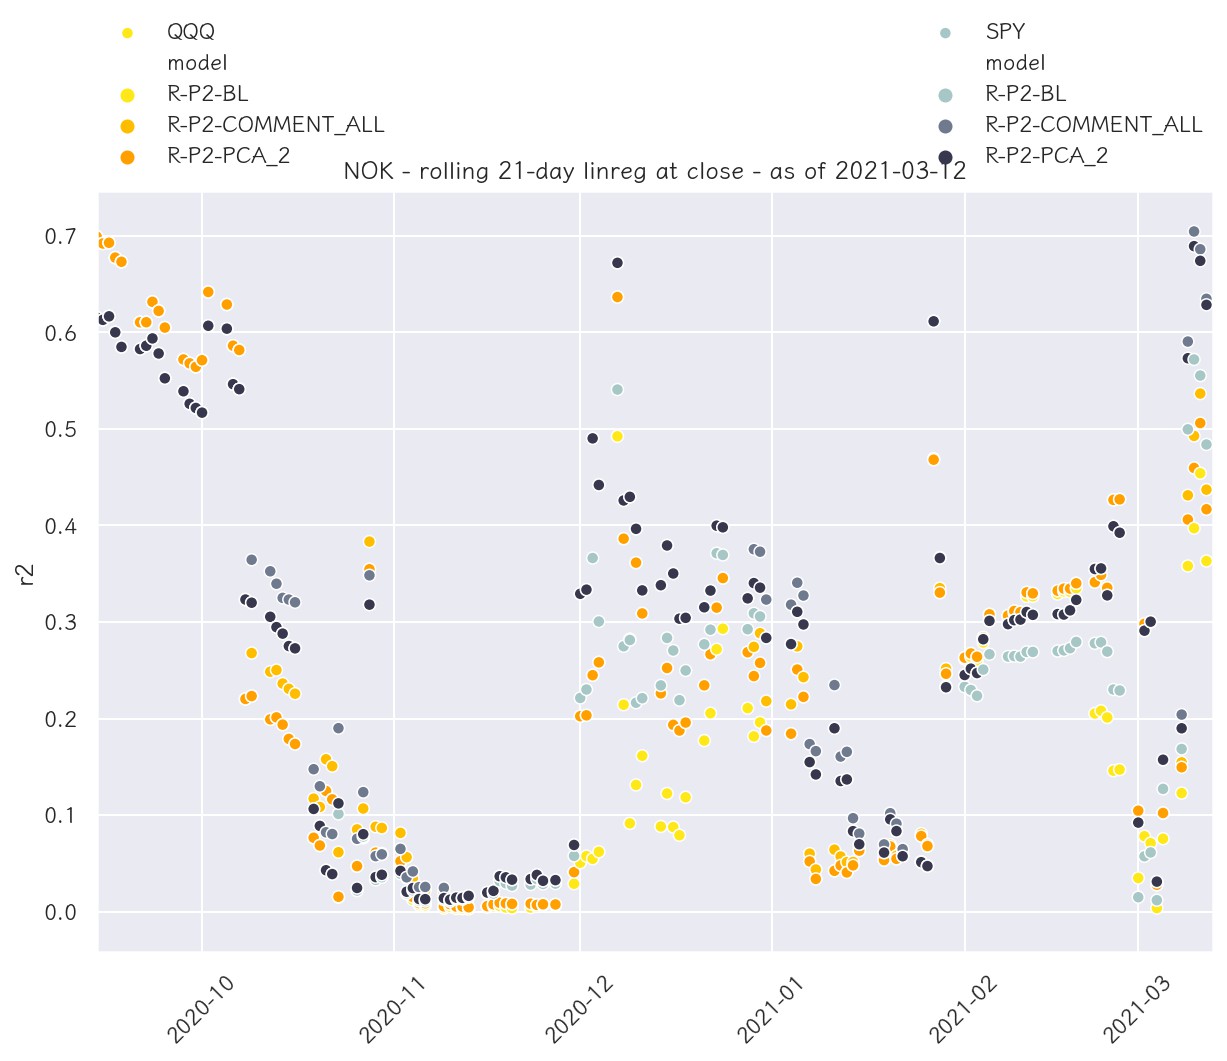 QQQ
model
R-P2-BL
R-P2-COMMENT_ALL
R-P2-PCA_2
SPY
model
R-P2-BL
R-P2-COMMENT_ALL
R-P2-PCA_2
NOK - rolling 21-day linreg at close - as of 2021-03-12
0.7
0.6
0.5
0.4
0.3
0.2
0.1
0.0
r2
2020-10
2020-11
2020-12
2021-01
2021-02
2021-03